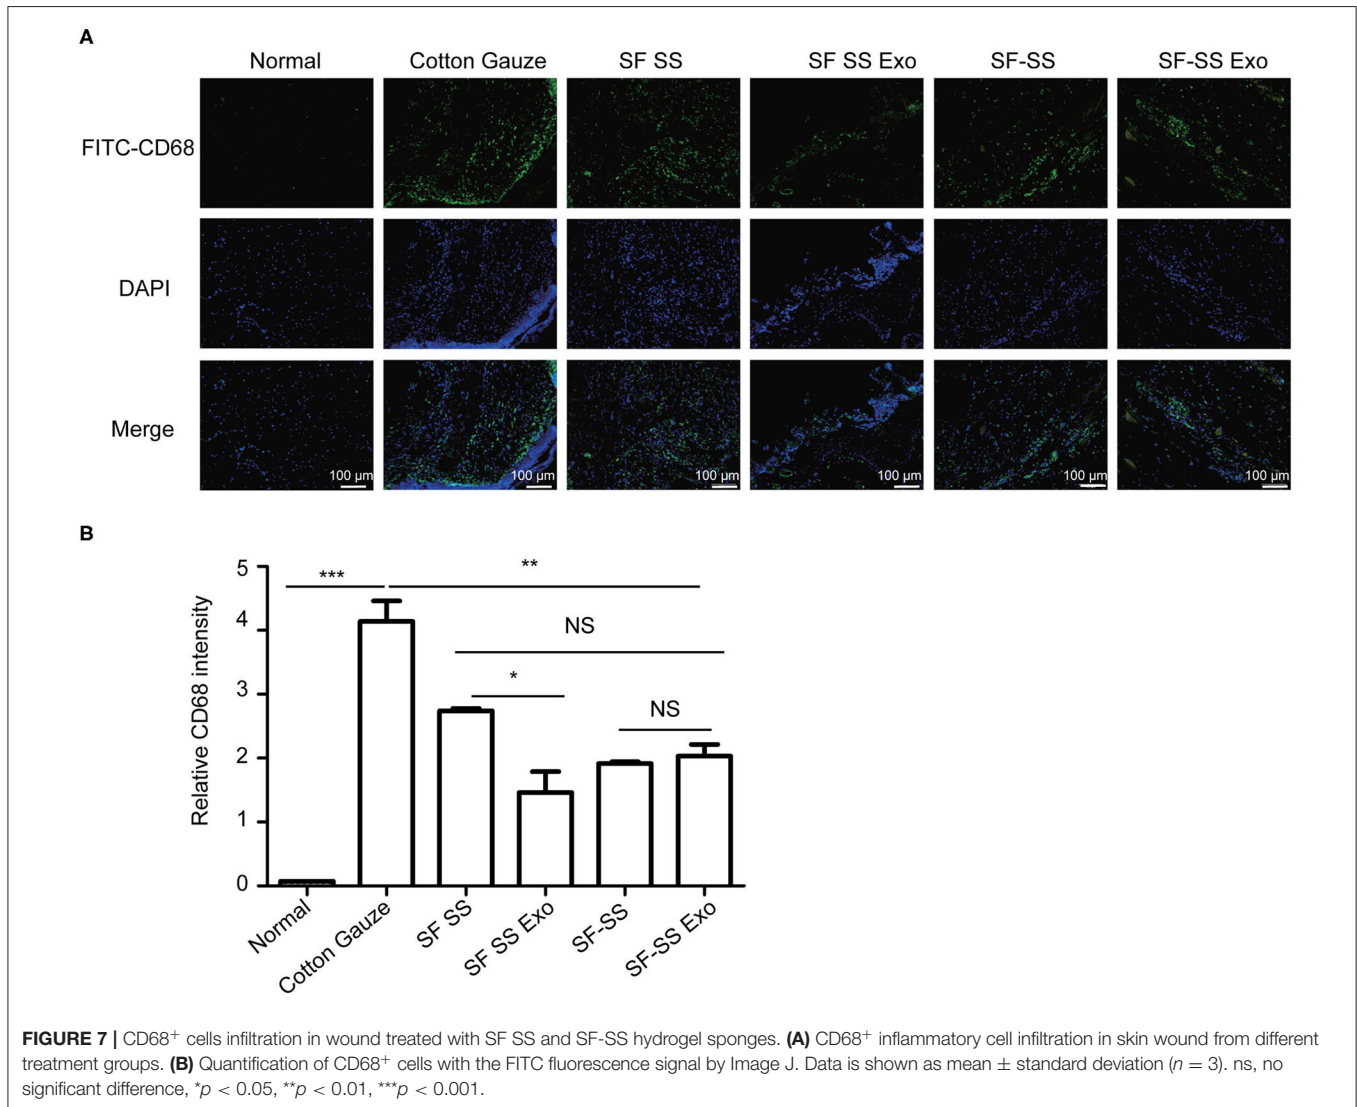 A
Normal Cotton Gauze SF SS SF SS Exo SF-SS SF-SS Exo
FITC-CD68
DAPI
Merge
100 µm 100 µm 100 µm 100 µm 100 µm 100 µm
B
Relative CD68 intensity
5
4
3
2
1
0
***
**
NS
*
NS
Normal
Cotton Gauze
SF SS
SF SS Exo
SF-SS
SF-SS Exo
FIGURE 7 | CD68⁺ cells infiltration in wound treated with SF SS and SF-SS hydrogel sponges. (A) CD68⁺ inflammatory cell infiltration in skin wound from different
treatment groups. (B) Quantification of CD68⁺ cells with the FITC fluorescence signal by Image J. Data is shown as mean ± standard deviation (n = 3). ns, no
significant difference, *p < 0.05, **p < 0.01, ***p < 0.001.